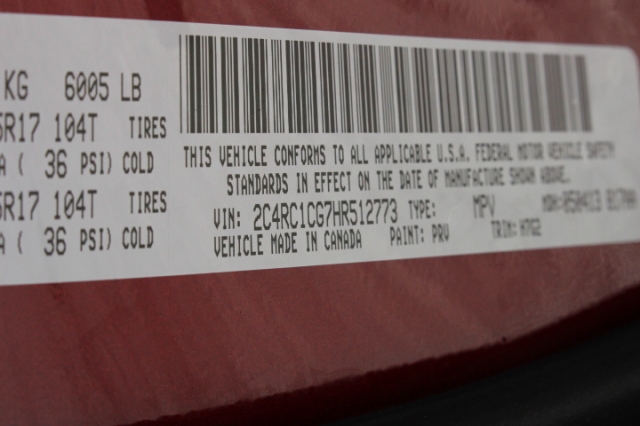 KG 6005 LB
5R17 104T TIRES
A ( 36 PSI) COLD
5R17 104T TIRES
A ( 36 PSI) COLD
THIS VEHICLE CONFORMS TO ALL APPLICABLE U.S.A. FEDERAL MOTOR VEHICLE SAFETY
STANDARDS IN EFFECT ON THE DATE OF MANUFACTURE SHOWN ABOVE.
VIN: 2C4RC1CG7HR512773 TYPE: MPV MDH:
VEHICLE MADE IN CANADA PAINT: PRV TRIM: H7G2